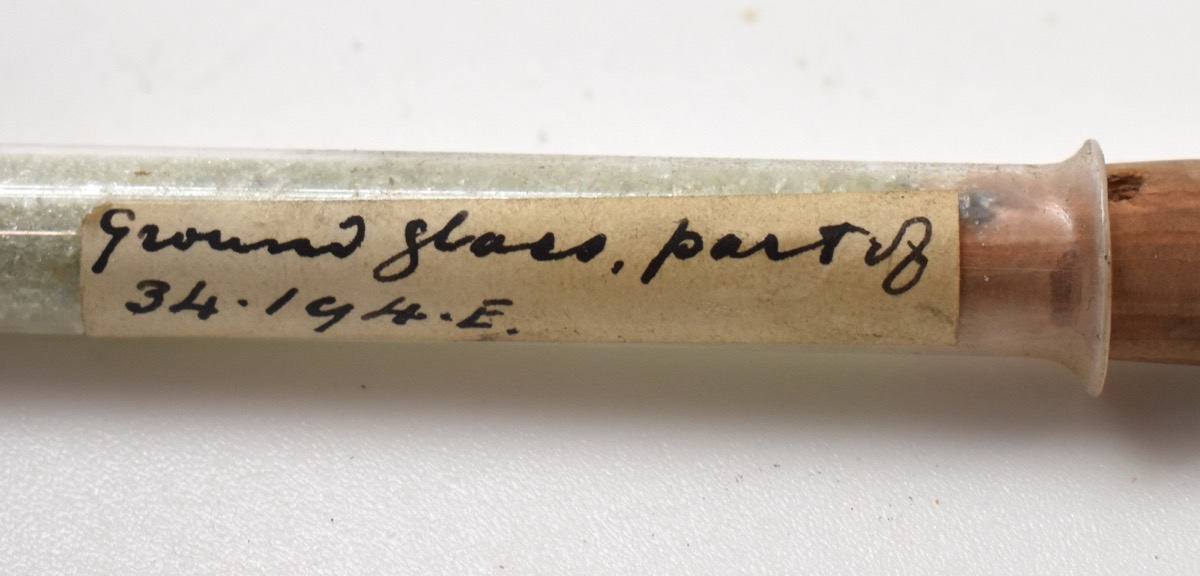 Ground glass, part of
34.194.E.